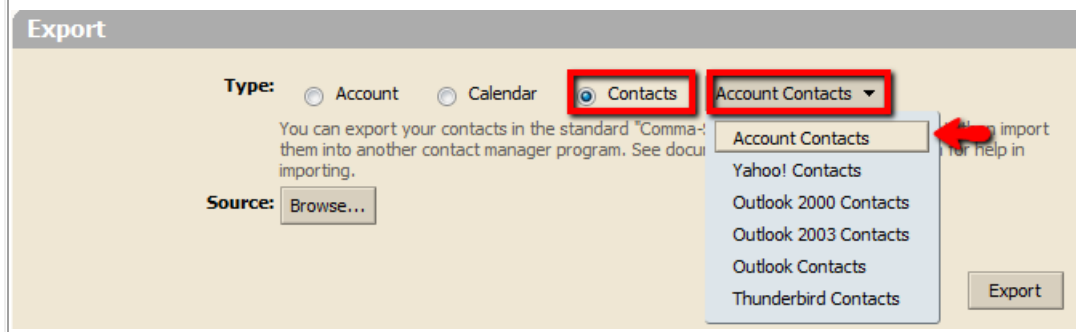 Export
Type: Account Calendar Contacts Account Contacts
You can export your contacts in the standard "Comma- import
them into another contact manager program. See for help in
importing.
Source: Browse...
Account Contacts
Yahoo! Contacts
Outlook 2000 Contacts
Outlook 2003 Contacts
Outlook Contacts
Thunderbird Contacts
Export